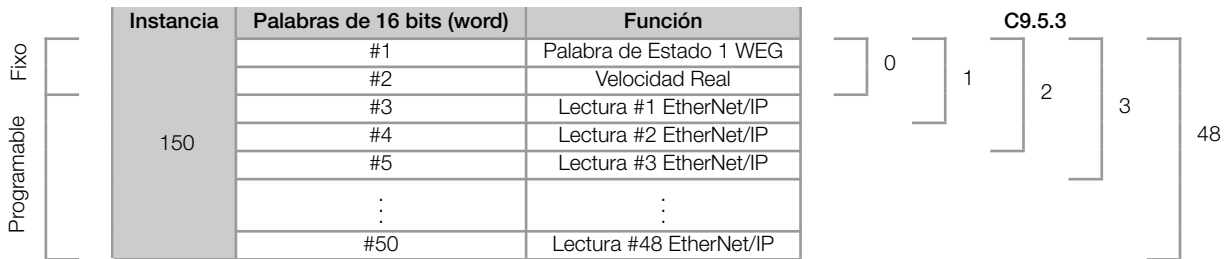 Instancia Palabras de 16 bits (word) Función C9.5.3
Fixo
Programable
150
#1 Palabra de Estado 1 WEG
#2 Velocidad Real
#3 Lectura #1 EtherNet/IP
#4 Lectura #2 EtherNet/IP
#5 Lectura #3 EtherNet/IP
. .
. .
. .
#50 Lectura #48 EtherNet/IP
0
1
2
3
48